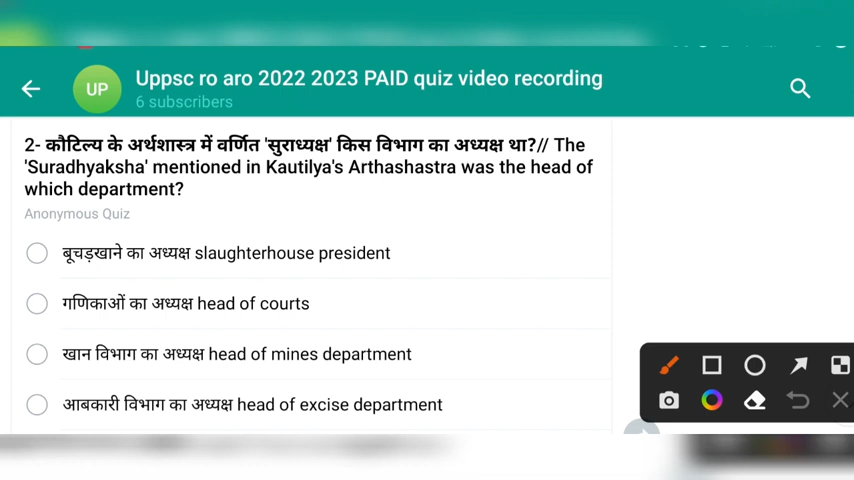 UP
Uppsc ro aro 2022 2023 PAID quiz video recording
6 subscribers
2- कौटिल्य के अर्थशास्त्र में वर्णित 'सुराध्यक्ष' किस विभाग का अध्यक्ष था?// The
'Suradhyaksha' mentioned in Kautilya's Arthashastra was the head of
which department?
Anonymous Quiz
बूचड़खाने का अध्यक्ष slaughterhouse president
गणिकाओं का अध्यक्ष head of courts
खान विभाग का अध्यक्ष head of mines department
आबकारी विभाग का अध्यक्ष head of excise department